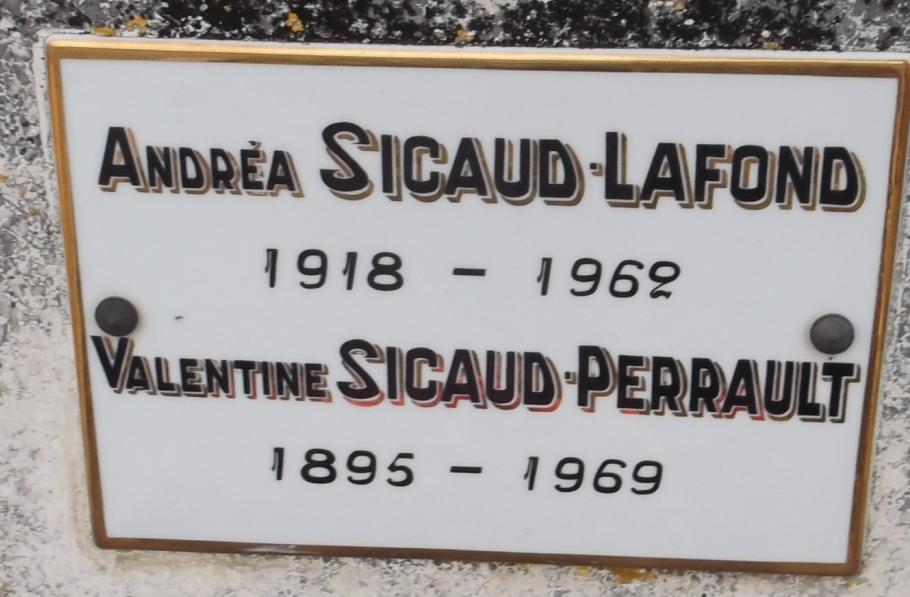 ANDRÉA SICAUD-LAFOND
1918 - 1962
VALENTINE SICAUD-PERRAULT
1895 - 1969